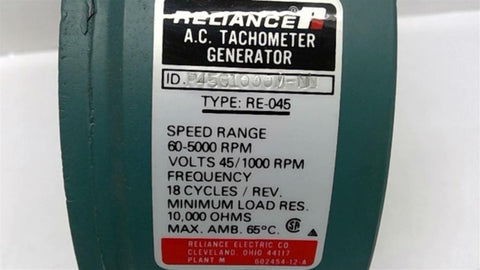 RELIANCE R
A.C. TACHOMETER
GENERATOR
ID.
TYPE: RE-045
SPEED RANGE
60-5000 RPM
VOLTS 45/1000 RPM
FREQUENCY
18 CYCLES / REV.
MINIMUM LOAD RES.
10,000 OHMS
MAX. AMB. 65°C.
RELIANCE ELECTRIC CO
CLEVELAND, OHIO 44117
PLANT M 602454-12-A